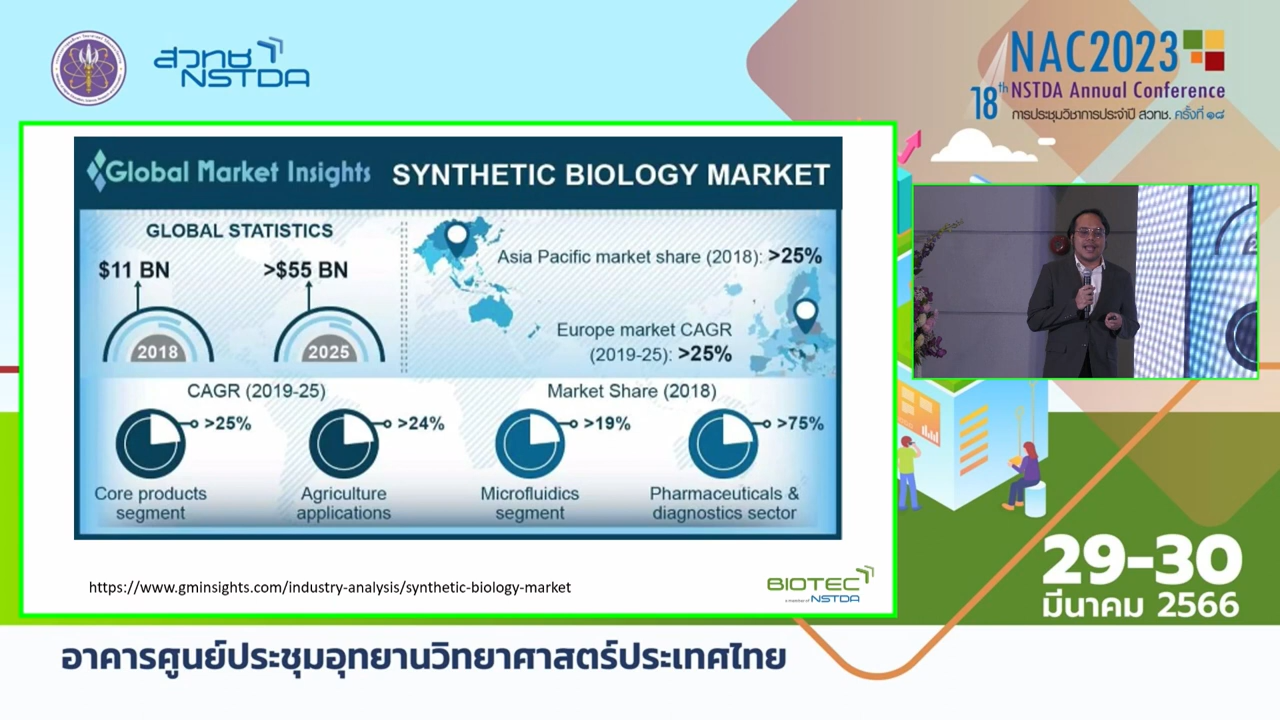 สวทช
NSTDA
NAC2023
18th NSTDA Annual Conference
การประชุมวิชาการประจำปี สวทช. ครั้งที่ ๑๘
Global Market Insights
SYNTHETIC BIOLOGY MARKET
GLOBAL STATISTICS
$11 BN
>$55 BN
2018
2025
Asia Pacific market share (2018): >25%
Europe market CAGR
(2019-25): >25%
CAGR (2019-25)
Market Share (2018)
>25%
>24%
>19%
>75%
Core products
segment
Agriculture
applications
Microfluidics
segment
Pharmaceuticals &
diagnostics sector
https://www.gminsights.com/industry-analysis/synthetic-biology-market
BIOTEC
a member of NSTDA
29-30
มีนาคม 2566
อาคารศูนย์ประชุมอุทยานวิทยาศาสตร์ประเทศไทย